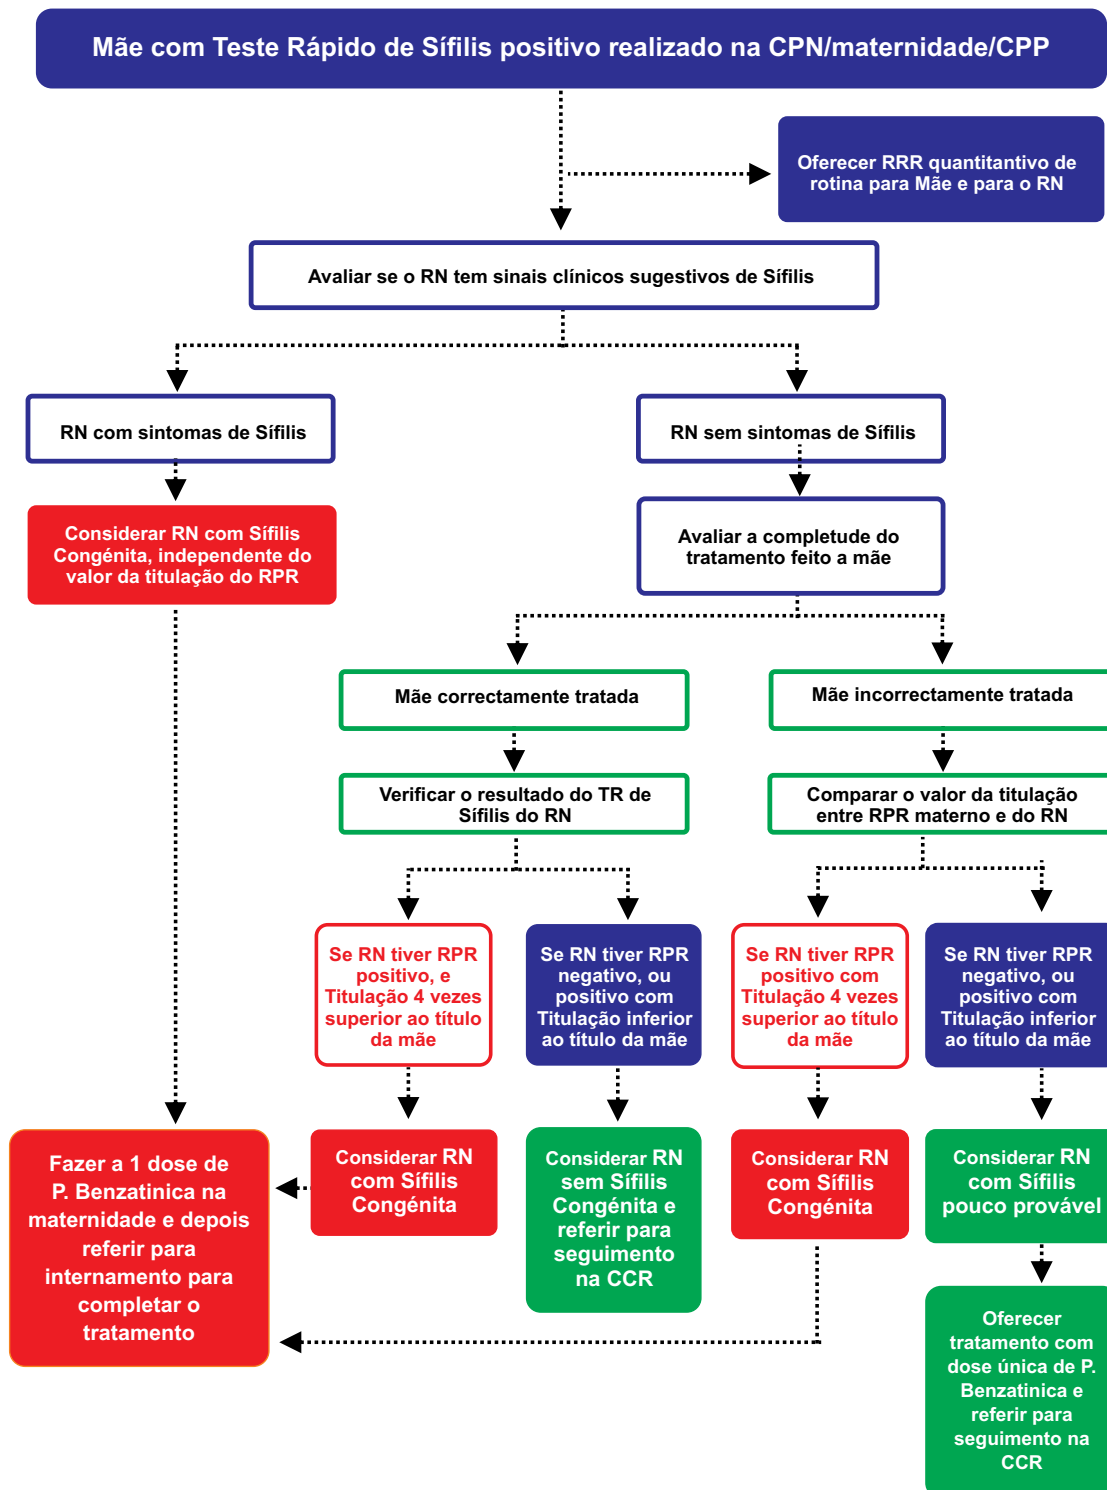 Mãe com Teste Rápido de Sífilis positivo realizado na CPN/maternidade/CPP
Oferecer RRR quantitantivo de
rotina para Mãe e para o RN
Avaliar se o RN tem sinais clínicos sugestivos de Sífilis
RN com sintomas de Sífilis
RN sem sintomas de Sífilis
Considerar RN com Sífilis
Congénita, independente do
valor da titulação do RPR
Avaliar a completude do
tratamento feito a mãe
Mãe correctamente tratada
Mãe incorrectamente tratada
Verificar o resultado do TR de
Sífilis do RN
Comparar o valor da titulação
entre RPR materno e do RN
Se RN tiver RPR
positivo, e
Titulação 4 vezes
superior ao título
da mãe
Se RN tiver RPR
negativo, ou
positivo com
Titulação inferior
ao título da mãe
Se RN tiver RPR
positivo com
Titulação 4 vezes
superior ao título
da mãe
Se RN tiver RPR
negativo, ou
positivo com
Titulação inferior
ao título da mãe
Fazer a 1 dose de
P. Benzatinica na
maternidade e depois
referir para
internamento para
completar o
tratamento
Considerar RN
com Sífilis
Congénita
Considerar RN
sem Sífilis
Congénita e
referir para
seguimento
na CCR
Considerar RN
com Sífilis
Congénita
Considerar RN
com Sífilis
pouco provável
Oferecer
tratamento com
dose única de P.
Benzatinica e
referir para
seguimento na
CCR